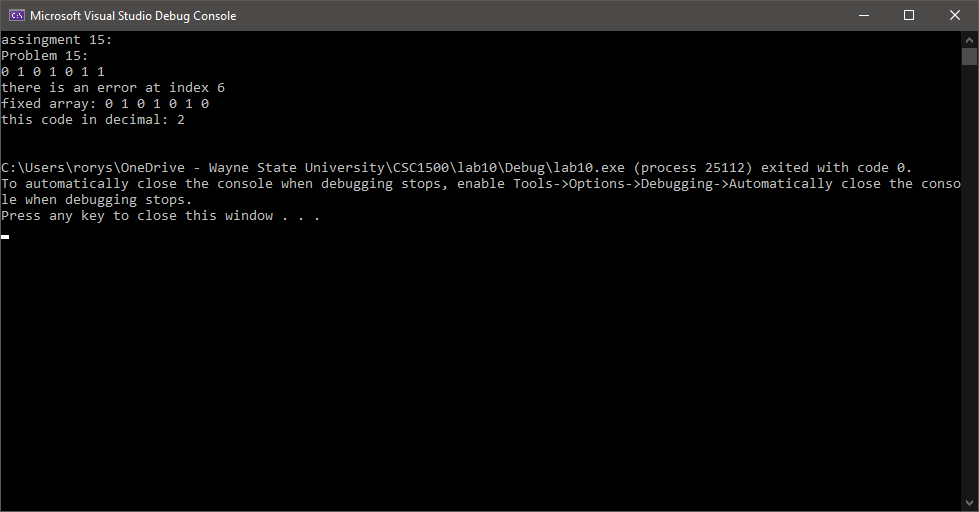 Microsoft Visual Studio Debug Console
assingment 15:
Problem 15:
0 1 0 1 0 1 1
there is an error at index 6
fixed array: 0 1 0 1 0 1 0
this code in decimal: 2
C:\Users\rorys\OneDrive - Wayne State University\CSC1500\lab10\Debug\lab10.exe (process 25112) exited with code 0.
To automatically close the console when debugging stops, enable Tools->Options->Debugging->Automatically close the conso
le when debugging stops.
Press any key to close this window . . .